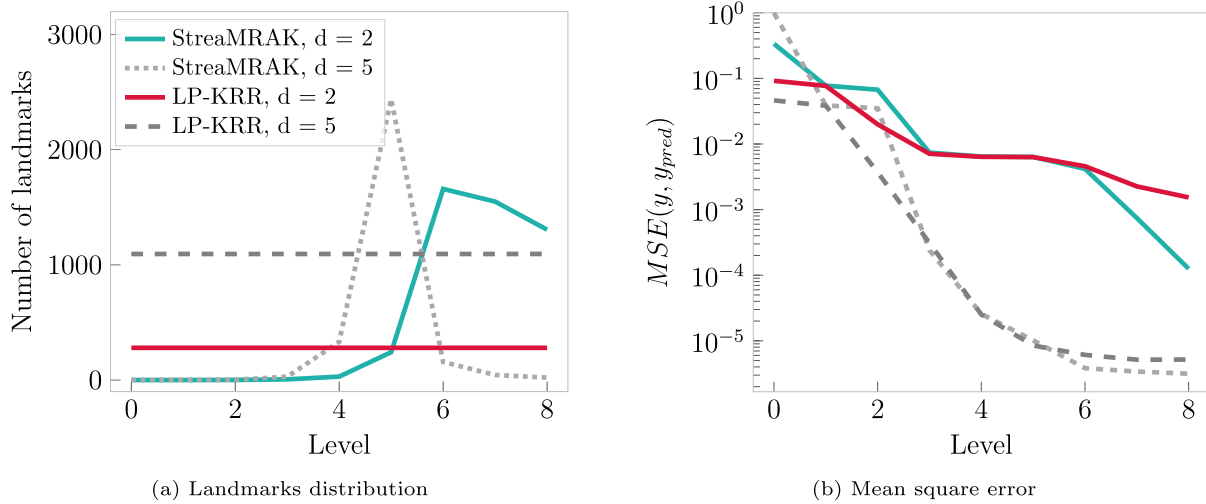 3000
2000
1000
0
Number of landmarks
StreaMRAK, d = 2
StreaMRAK, d = 5
LP-KRR, d = 2
LP-KRR, d = 5
0 2 4 6 8
Level
(a) Landmarks distribution
10^0
10^-1
10^-2
10^-3
10^-4
10^-5
MSE(y, y_pred)
0 2 4 6 8
Level
(b) Mean square error